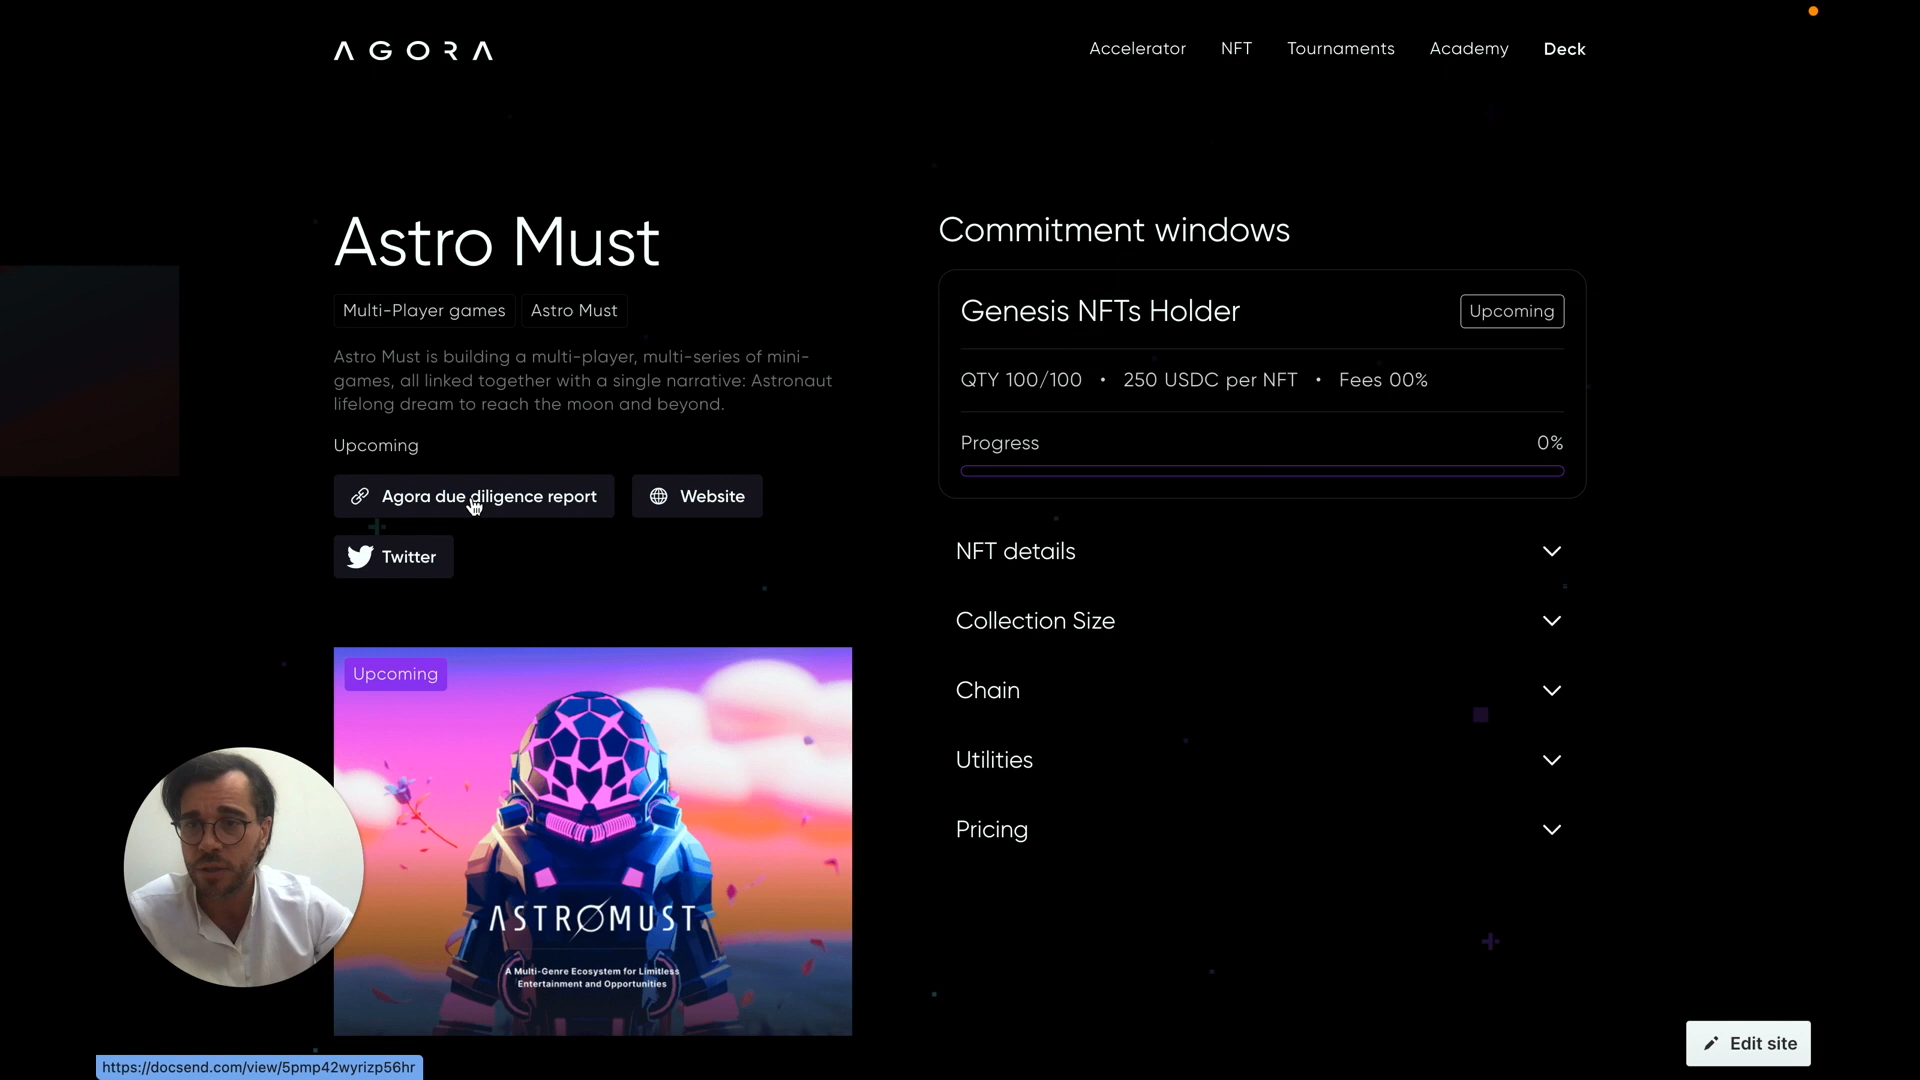 AGORA
Accelerator
NFT
Tournaments
Academy
Deck
Astro Must
Multi-Player games
Astro Must
Astro Must is building a multi-player, multi-series of mini-
games, all linked together with a single narrative: Astronaut
lifelong dream to reach the moon and beyond.
Upcoming
Agora due diligence report
Website
Twitter
Upcoming
ASTRØMUST
A Multi-Genre Ecosystem for Limitless
Entertainment and Opportunities
Commitment windows
Genesis NFTs Holder
Upcoming
QTY 100/100 • 250 USDC per NFT • Fees 00%
Progress
0%
NFT details
Collection Size
Chain
Utilities
Pricing
Edit site
https://docsend.com/view/5pmp42wyrizp56hr